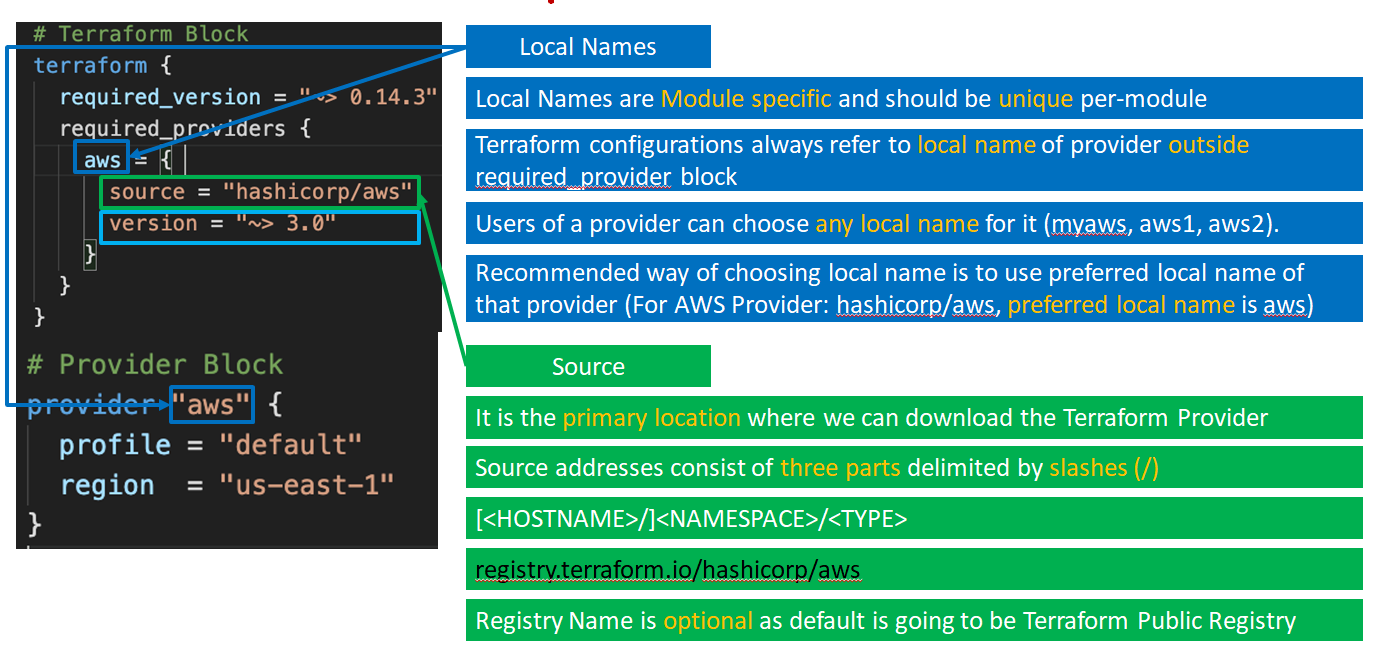 # Terraform Block
terraform {
required_version = "~> 0.14.3"
required_providers {
aws = {
source = "hashicorp/aws"
version = "~> 3.0"
}
}
}
# Provider Block
provider "aws" {
profile = "default"
region = "us-east-1"
}
Local Names
Local Names are Module specific and should be unique per-module
Terraform configurations always refer to local name of provider outside
required_provider block
Users of a provider can choose any local name for it (myaws, aws1, aws2).
Recommended way of choosing local name is to use preferred local name of
that provider (For AWS Provider: hashicorp/aws, preferred local name is aws)
Source
It is the primary location where we can download the Terraform Provider
Source addresses consist of three parts delimited by slashes (/)
[<HOSTNAME>/]<NAMESPACE>/<TYPE>
registry.terraform.io/hashicorp/aws
Registry Name is optional as default is going to be Terraform Public Registry